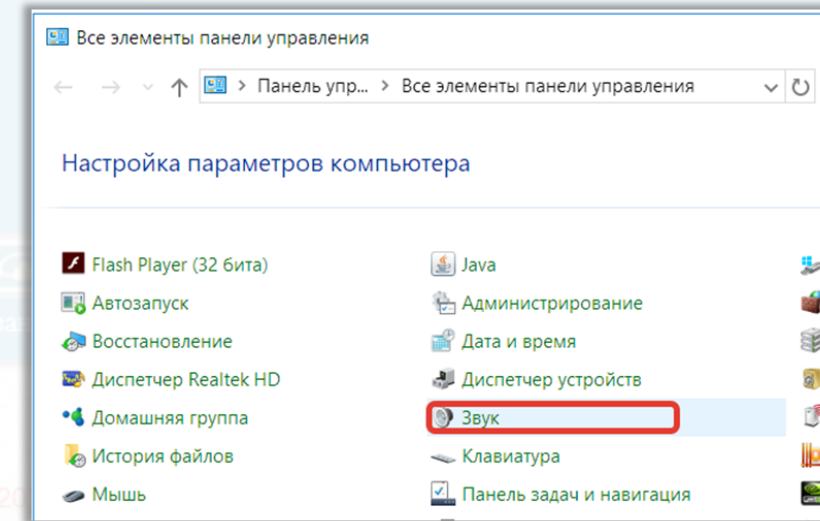 Все элементы панели управления
Панель упр... > Все элементы панели управления
Настройка параметров компьютера
Flash Player (32 бита)
Java
Автозапуск
Администрирование
Восстановление
Дата и время
Диспетчер Realtek HD
Диспетчер устройств
Домашняя группа
Звук
История файлов
Клавиатура
Мышь
Панель задач и навигация